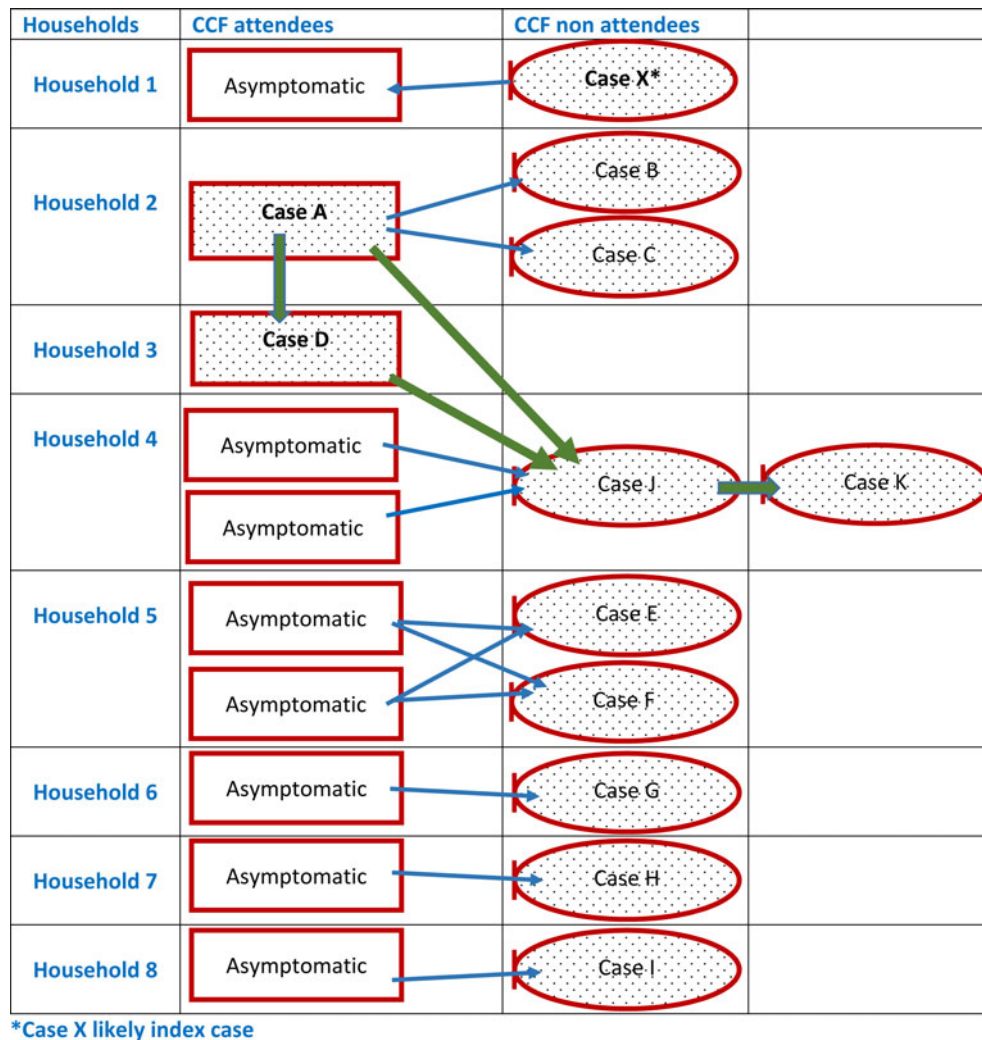 Households CCF attendees CCF non attendees
Household 1 Asymptomatic Case X*
Household 2 Case A Case B
Case C
Household 3 Case D
Household 4 Asymptomatic Case J Case K
Asymptomatic
Household 5 Asymptomatic Case E
Asymptomatic Case F
Household 6 Asymptomatic Case G
Household 7 Asymptomatic Case H
Household 8 Asymptomatic Case I
*Case X likely index case